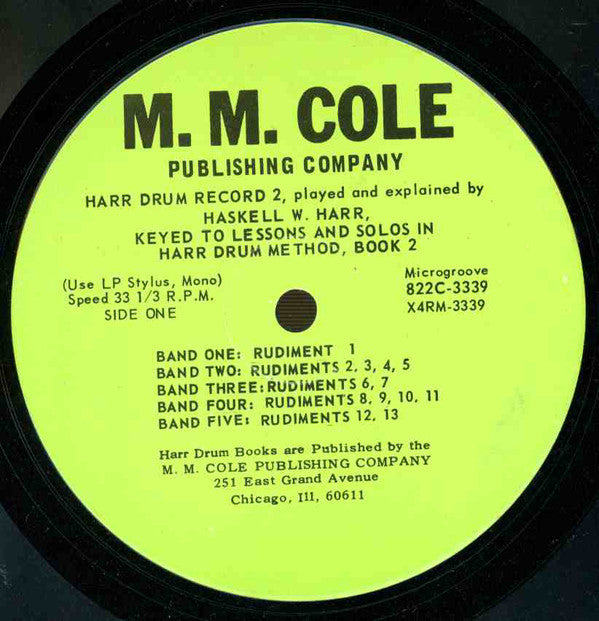 M. M. COLE
PUBLISHING COMPANY
HARR DRUM RECORD 2, played and explained by
HASKELL W. HARR,
KEYED TO LESSONS AND SOLOS IN
HARR DRUM METHOD, BOOK 2
(Use LP Stylus, Mono)
Speed 33 1/3 R.P.M.
SIDE ONE
Microgroove
822C-3339
X4RM-3339
BAND ONE: RUDIMENT 1
BAND TWO: RUDIMENTS 2, 3, 4, 5
BAND THREE: RUDIMENTS 6, 7
BAND FOUR: RUDIMENTS 8, 9, 10, 11
BAND FIVE: RUDIMENTS 12, 13
Harr Drum Books are Published by the
M. M. COLE PUBLISHING COMPANY
251 East Grand Avenue
Chicago, Ill, 60611